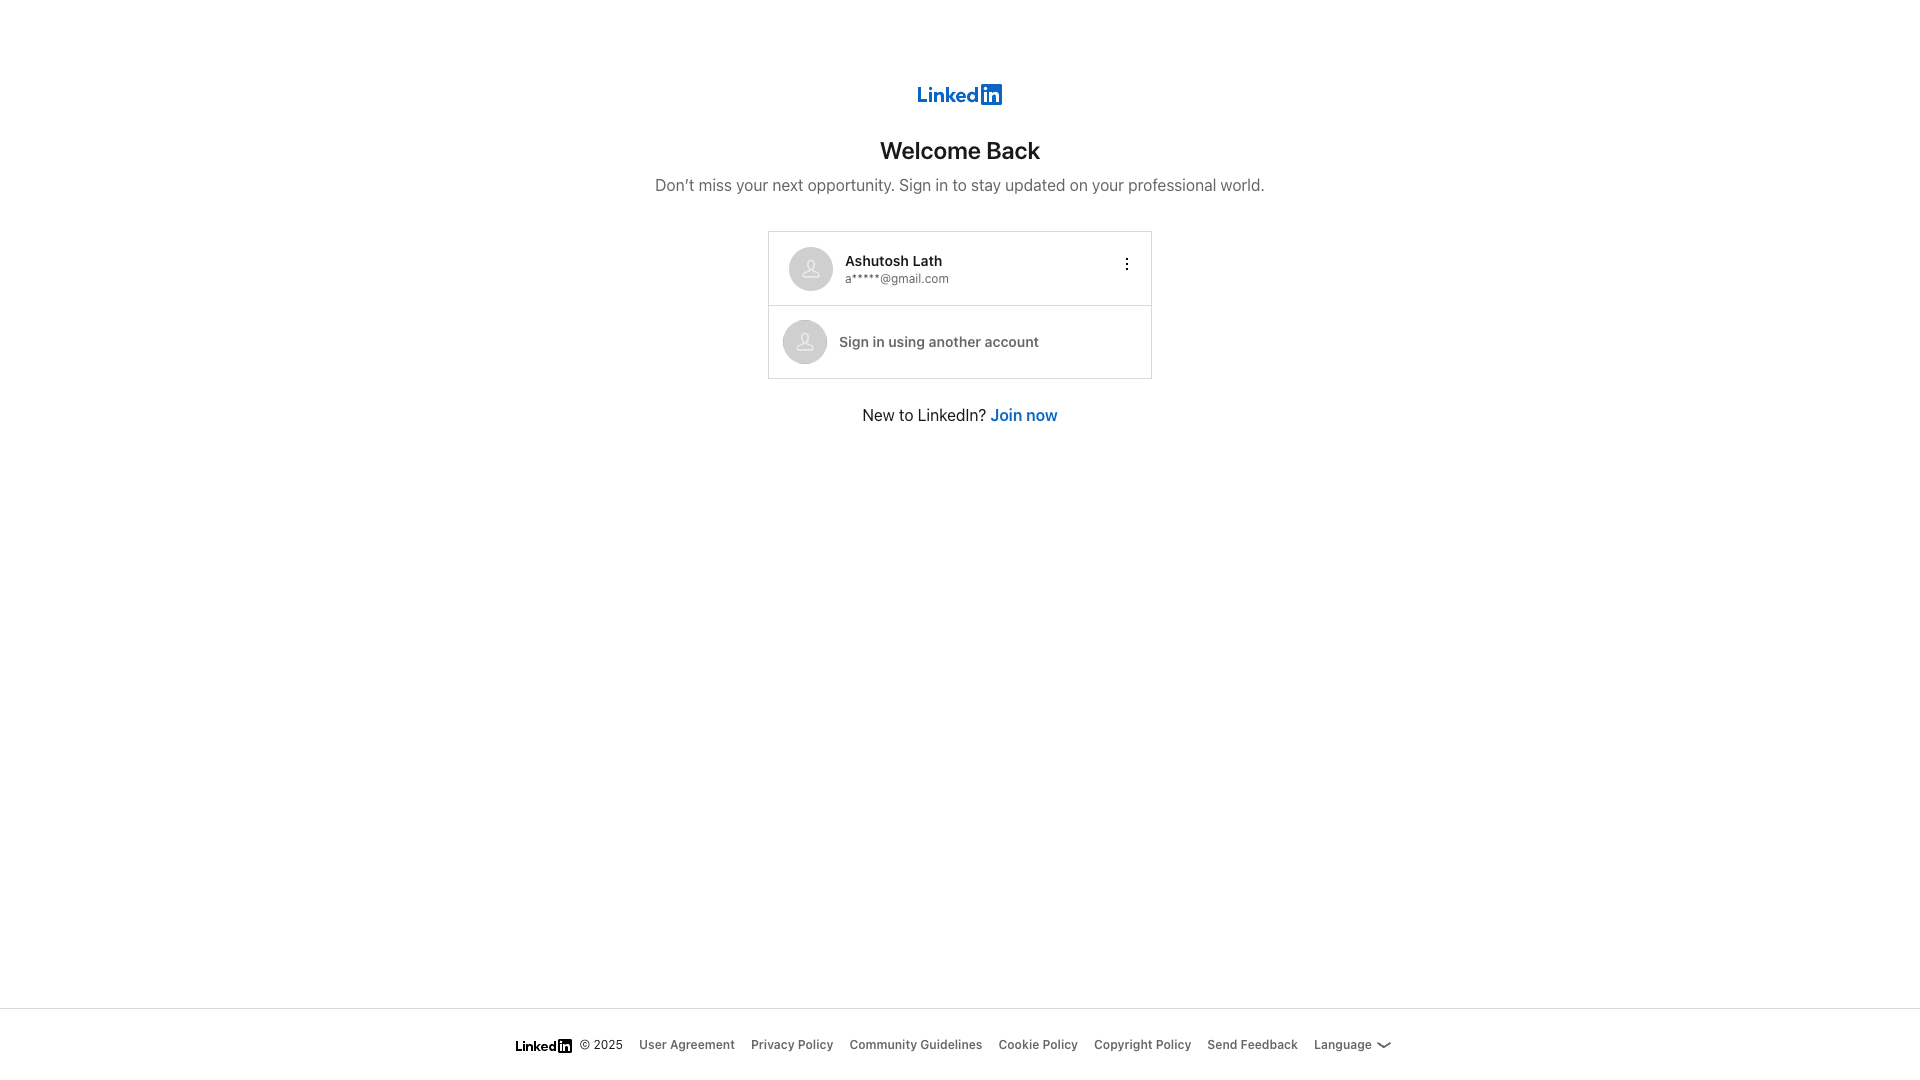 LinkedIn
Welcome Back
Don't miss your next opportunity. Sign in to stay updated on your professional world.
Ashutosh Lath
a*****@gmail.com
Sign in using another account
New to LinkedIn? Join now
LinkedIn © 2025 User Agreement Privacy Policy Community Guidelines Cookie Policy Copyright Policy Send Feedback Language